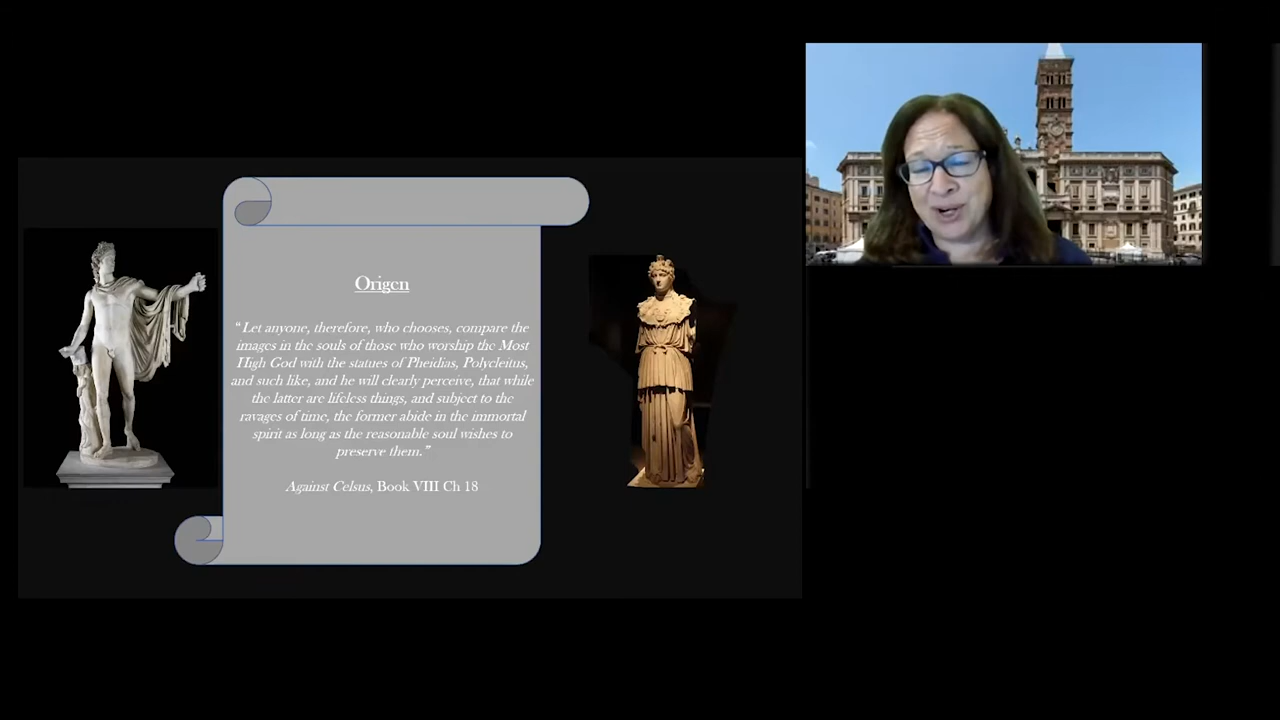 Origen
“Let anyone, therefore, who chooses, compare the
images in the souls of those who worship the Most
High God with the statues of Pheidias, Polycleitus,
and such like, and he will clearly perceive, that while
the latter are lifeless things, and subject to the
ravages of time, the former abide in the immortal
spirit as long as the reasonable soul wishes to
preserve them.”
Against Celsus, Book VIII Ch 18